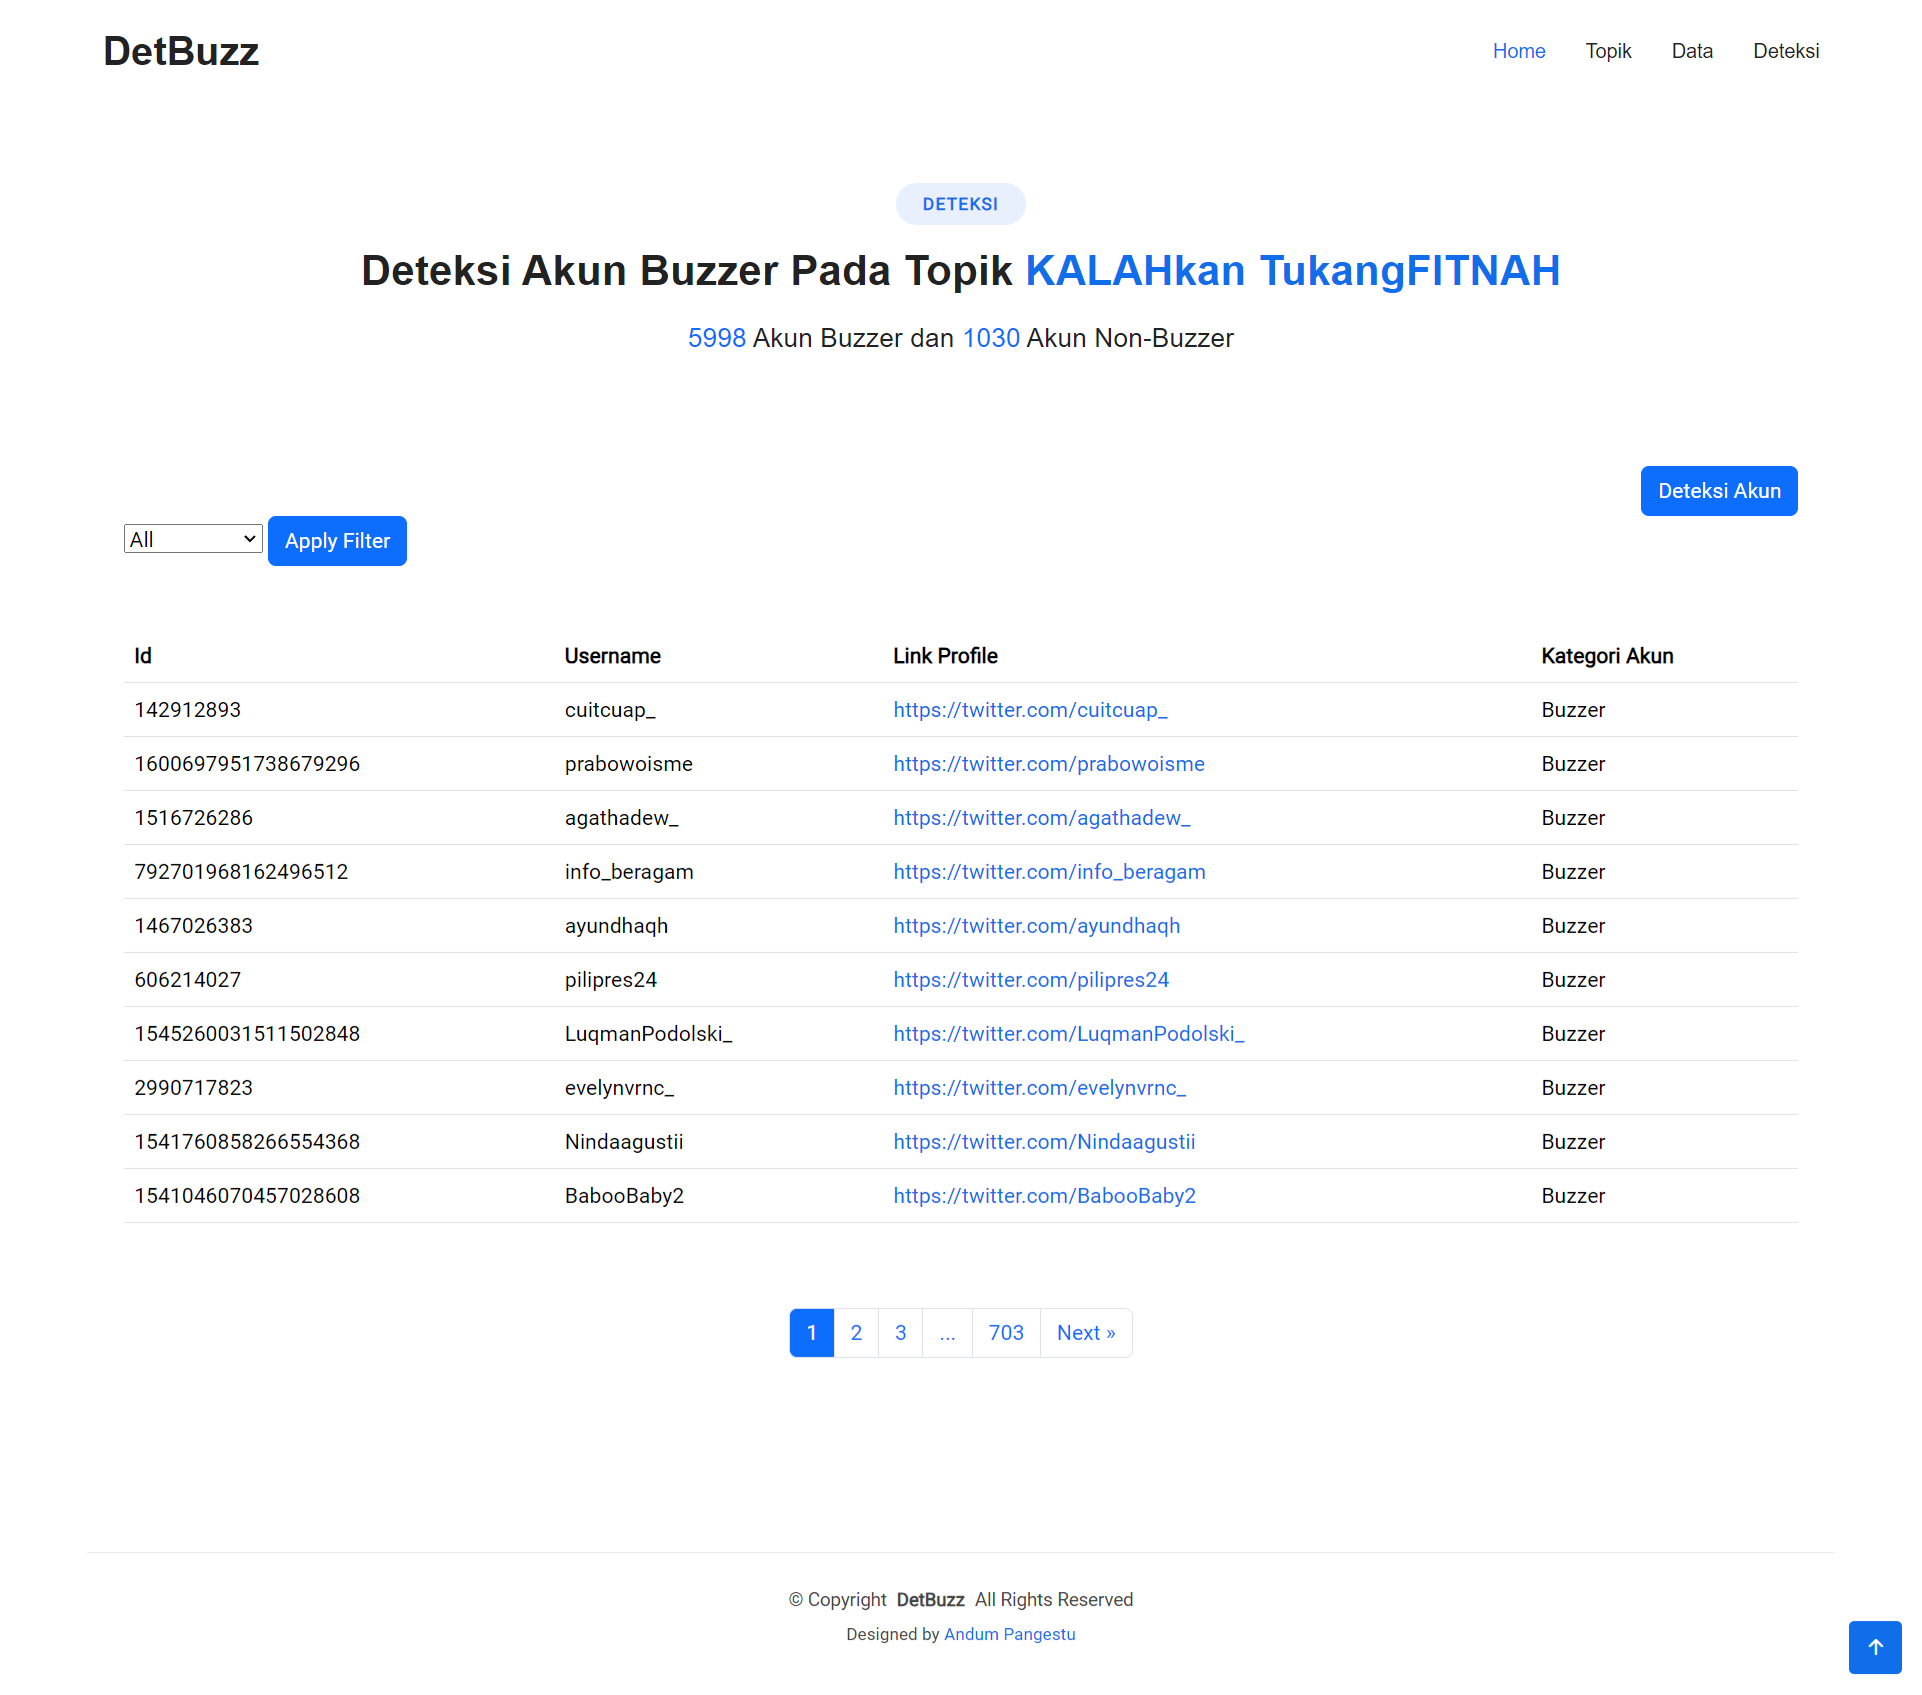 DetBuzz
Home Topik Data Deteksi
DETEKSI
Deteksi Akun Buzzer Pada Topik KALAHkan TukangFITNAH
5998 Akun Buzzer dan 1030 Akun Non-Buzzer
Deteksi Akun
All Apply Filter
Id Username Link Profile Kategori Akun
142912893 cuitcuap_ https://twitter.com/cuitcuap_ Buzzer
1600697951738679296 prabowoisme https://twitter.com/prabowoisme Buzzer
1516726286 agathadew_ https://twitter.com/agathadew_ Buzzer
792701968162496512 info_beragam https://twitter.com/info_beragam Buzzer
1467026383 ayundhaqh https://twitter.com/ayundhaqh Buzzer
606214027 pilipres24 https://twitter.com/pilipres24 Buzzer
1545260031511502848 LuqmanPodolski_ https://twitter.com/LuqmanPodolski_ Buzzer
2990717823 evelynvrnc_ https://twitter.com/evelynvrnc_ Buzzer
1541760858266554368 Nindaagustii https://twitter.com/Nindaagustii Buzzer
1541046070457028608 BabooBaby2 https://twitter.com/BabooBaby2 Buzzer
1 2 3 ... 703 Next »
© Copyright DetBuzz All Rights Reserved
Designed by Andum Pangestu